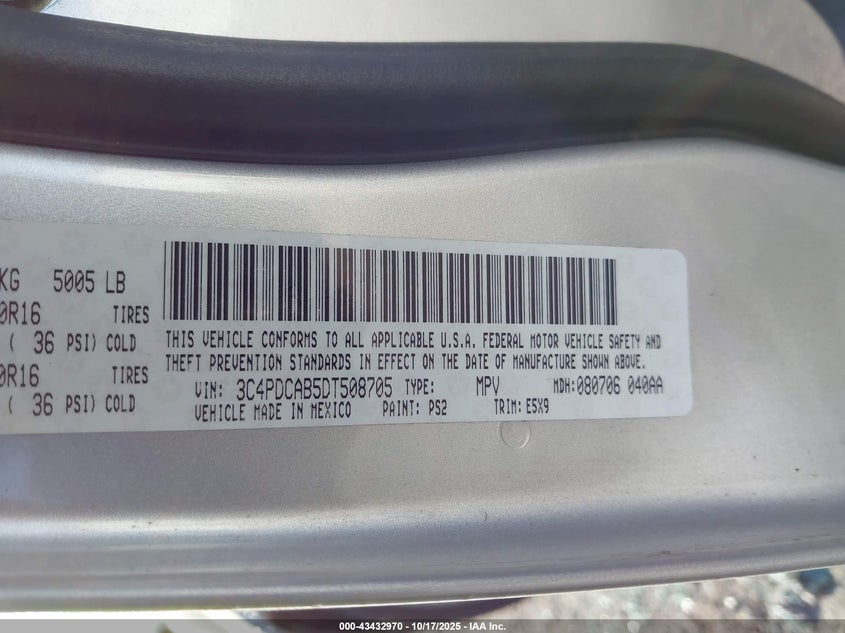 KG 5005 LB
0R16 TIRES
( 36 PSI) COLD
0R16 TIRES
( 36 PSI) COLD
THIS VEHICLE CONFORMS TO ALL APPLICABLE U.S.A. FEDERAL MOTOR VEHICLE SAFETY AND
THEFT PREVENTION STANDARDS IN EFFECT ON THE DATE OF MANUFACTURE SHOWN ABOVE.
VIN: 3C4PDCAB5DT508705 TYPE: MPV MDH: 080706 040AA
VEHICLE MADE IN MEXICO PAINT: PS2 TRIM: E5X9
000-43432970 - 10/17/2025 - IAA Inc.